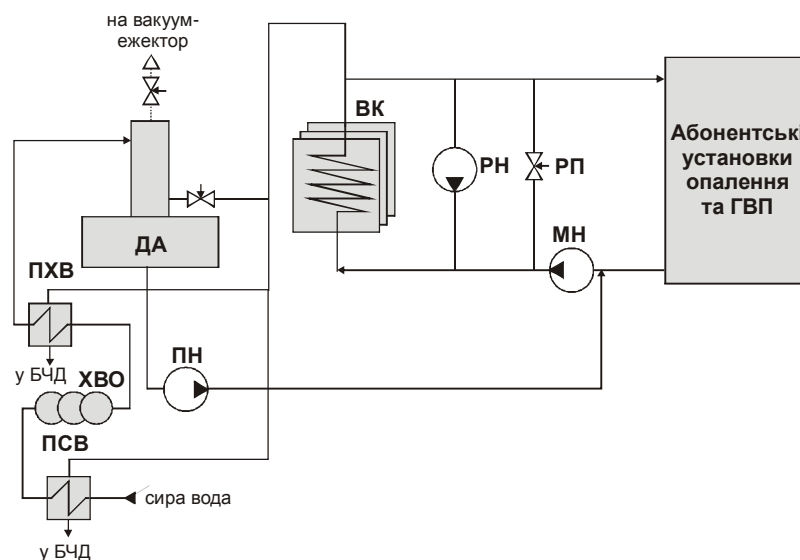 на вакуум-
ежектор
ВК
РН
РП
Абонентські
установки
опалення
та ГВП
МН
ДА
ПХВ
у БЧД
ХВО
ПН
ПСВ
сира вода
у БЧД